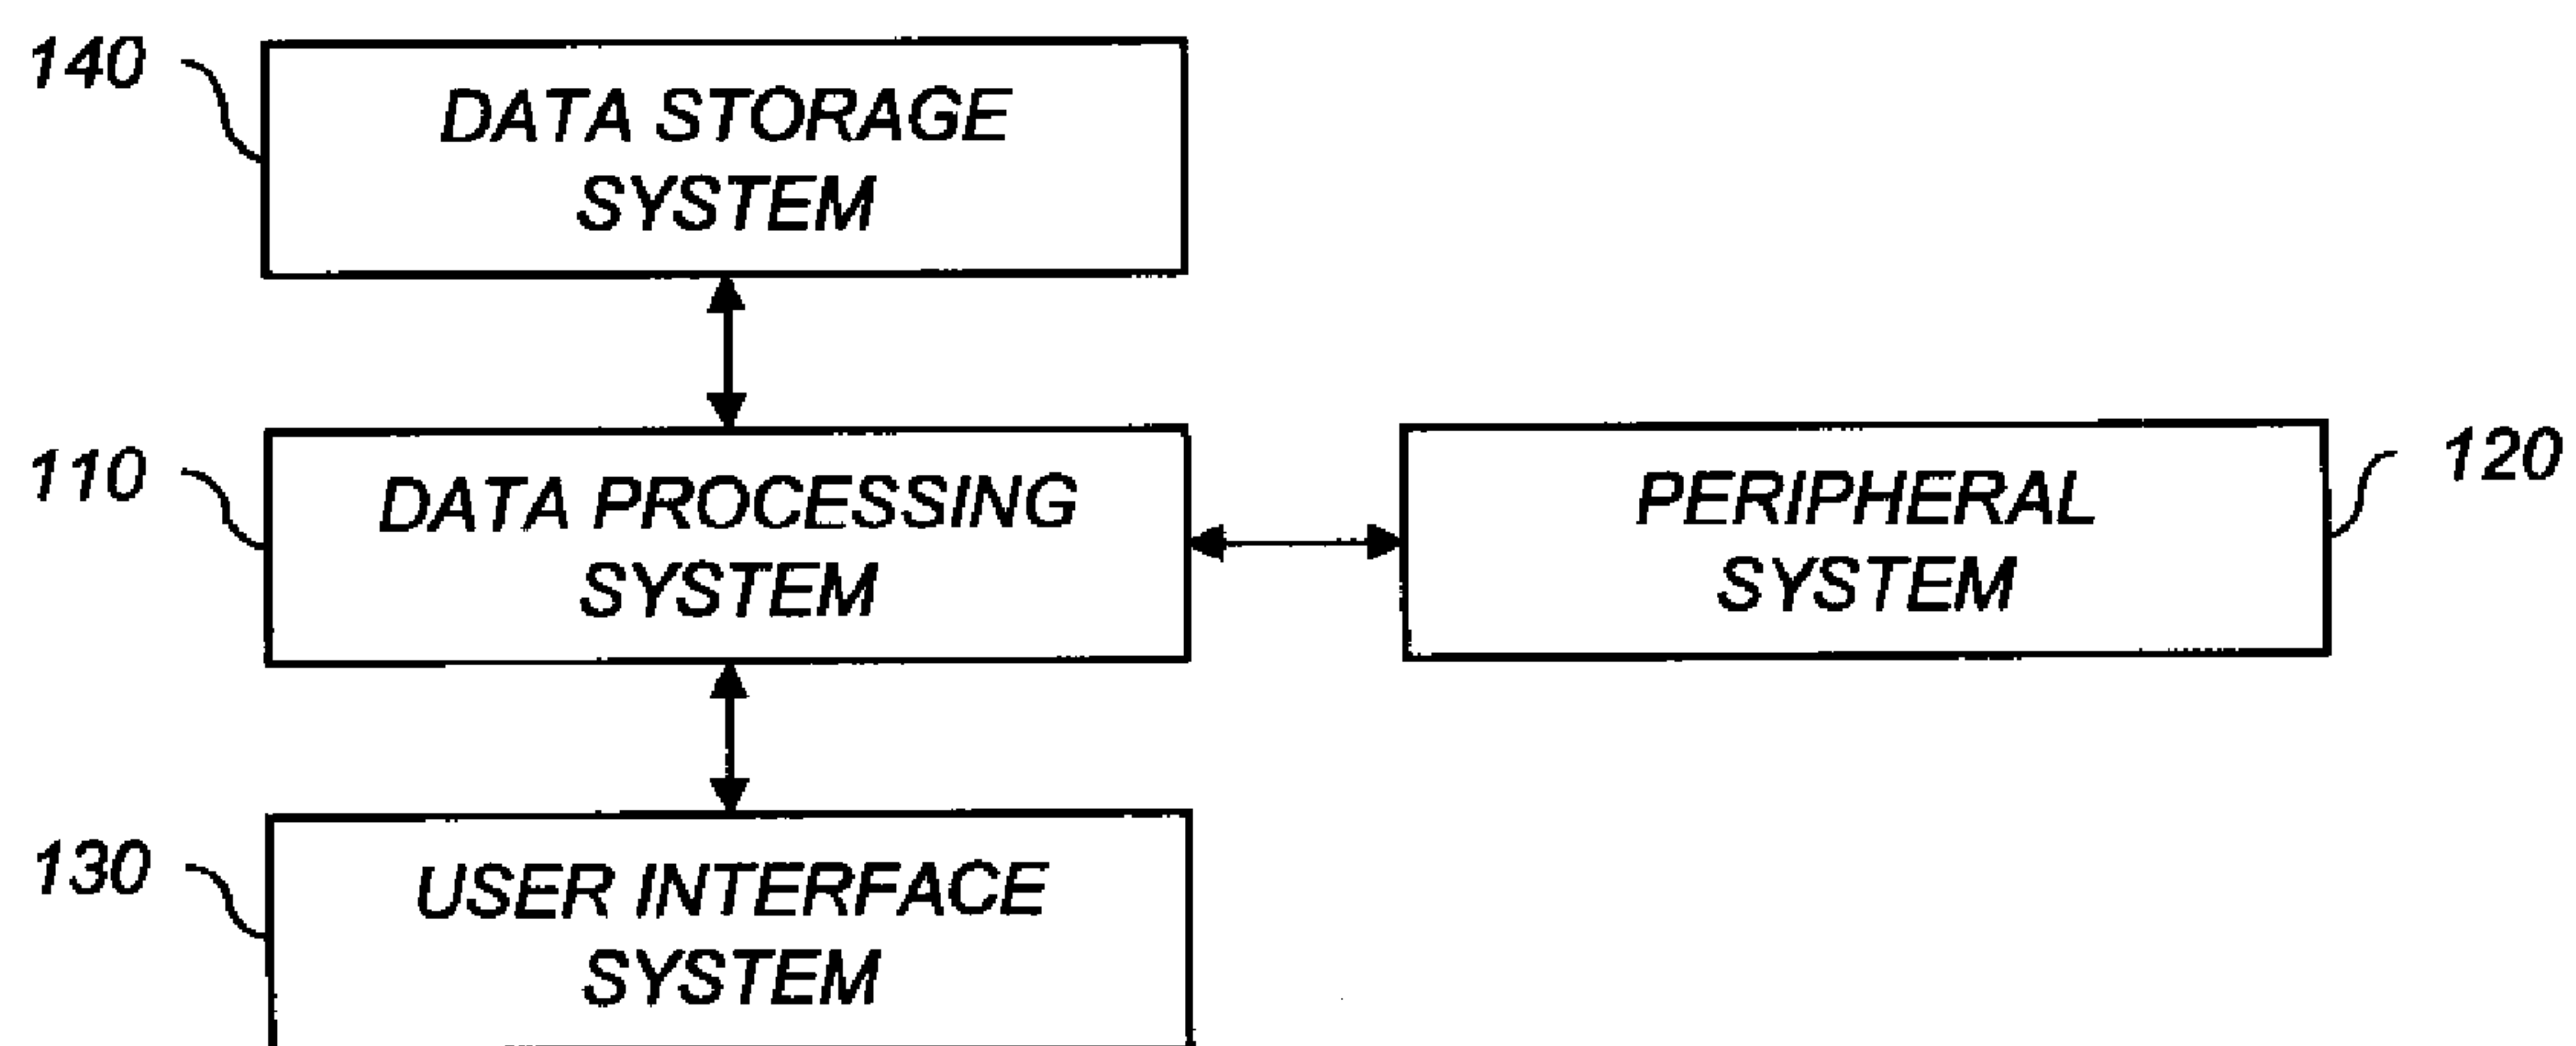 140
DATA STORAGE
SYSTEM
110
DATA PROCESSING
SYSTEM
PERIPHERAL
SYSTEM
120
130
USER INTERFACE
SYSTEM